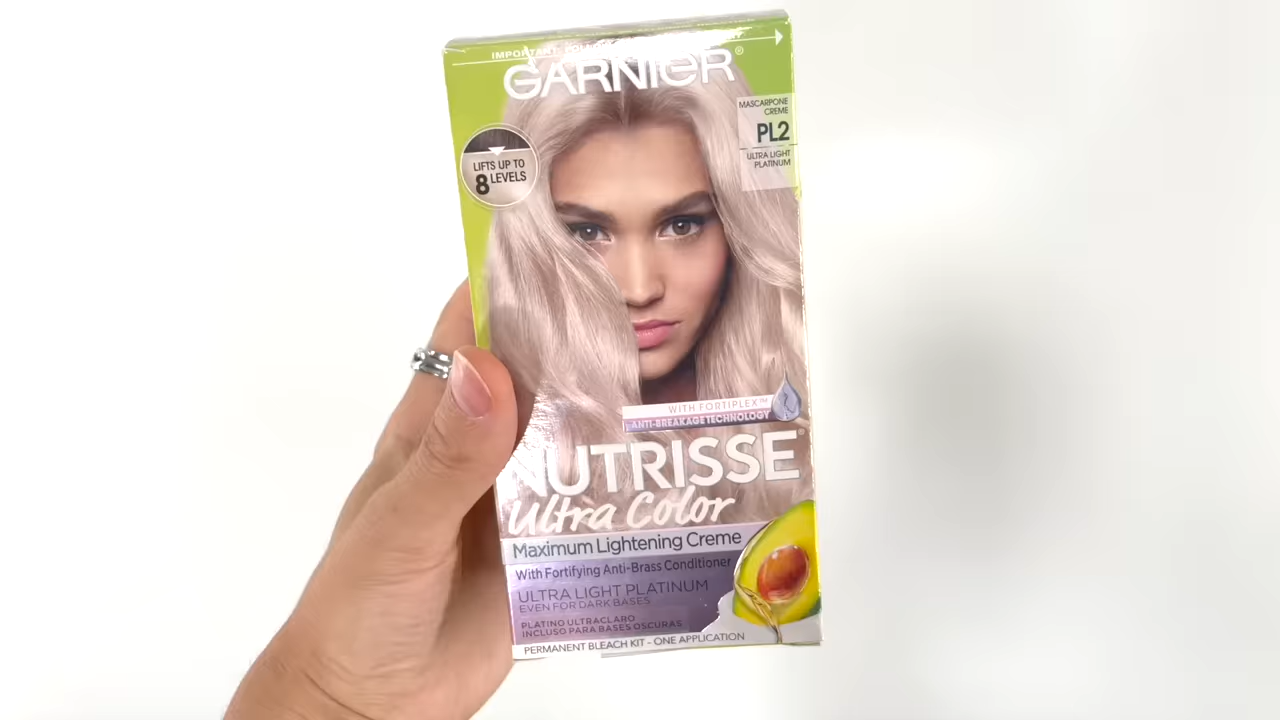 IMPORTANT:
GARNIER®
MASCARPONE
CREME
PL2
ULTRA LIGHT
PLATINUM
LIFTS UP TO
8 LEVELS
WITH FORTIPLEX™
ANTI-BREAKAGE TECHNOLOGY
NUTRISSE®
Ultra Color
Maximum Lightening Creme
With Fortifying Anti-Brass Conditioner
ULTRA LIGHT PLATINUM
EVEN FOR DARK BASES
PLATING ULTRACLARO
INCLUSO PARA BASES OSCURAS
PERMANENT BLEACH KIT - ONE APPLICATION